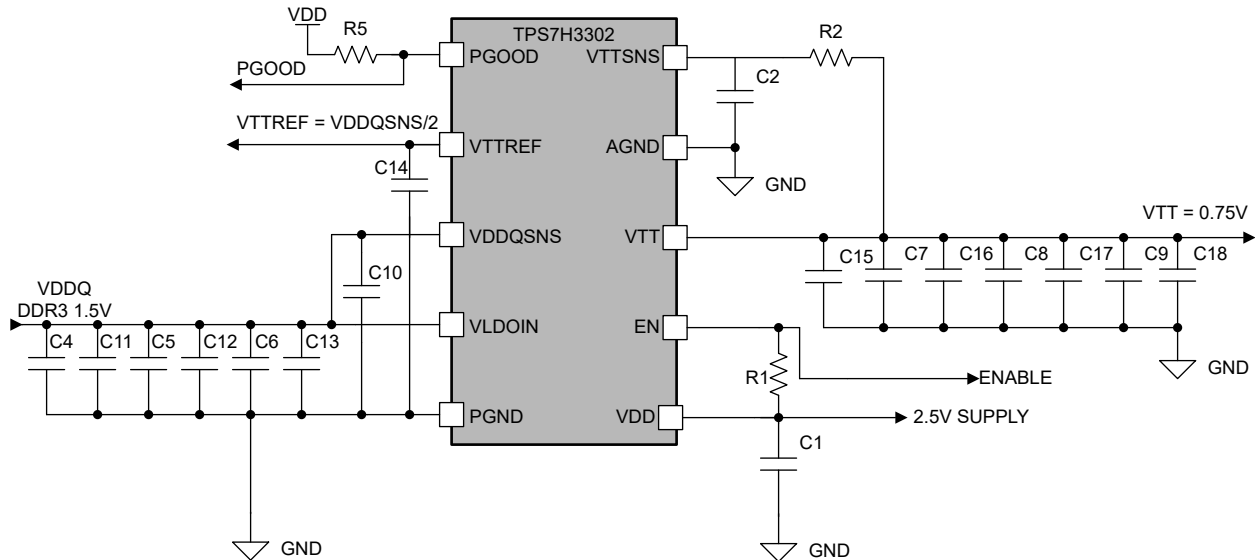 VDD
R5
TPS7H3302
R2
PGOOD
VTTSNS
C2
PGOOD
VTTREF = VDDQSNS/2
VTTREF
AGND
C14
GND
VDDQSNS
VTT
VTT = 0.75V
C10
C15
C7
C16
C8
C17
C9
C18
VDDQ
DDR3 1.5V
VLDOIN
EN
C4
C11
C5
C12
C6
C13
R1
ENABLE
GND
PGND
VDD
2.5V SUPPLY
C1
GND
GND